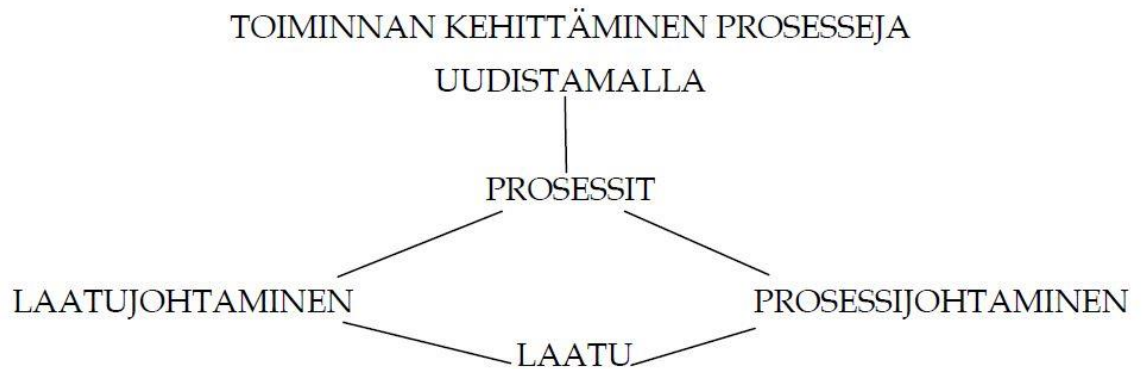 TOIMINNAN KEHITTÄMINEN PROSESSEJA
UUDISTAMALLA
PROSESSIT
LAATUJOHTAMINEN
PROSESSIJOHTAMINEN
LAATU